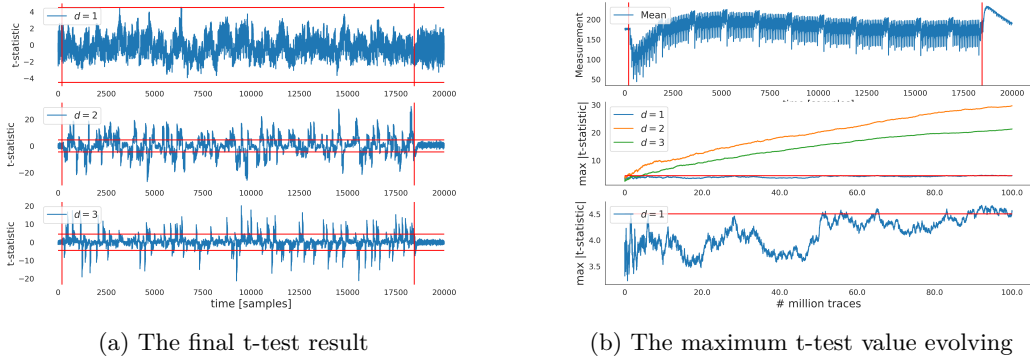 d = 1
t-statistic
4
2
0
−2
−4
0 2500 5000 7500 10000 12500 15000 17500 20000
d = 2
t-statistic
20
0
−20
0 2500 5000 7500 10000 12500 15000 17500 20000
d = 3
t-statistic
20
10
0
−10
−20
0 2500 5000 7500 10000 12500 15000 17500 20000
time [samples]
(a) The final t-test result
Mean
Measurement
200
150
100
50
0 2500 5000 7500 10000 12500 15000 17500 20000
time [samples]
d = 1
d = 2
d = 3
max |t-statistic|
30
20
10
0 20.0 40.0 60.0 80.0 100.0
d = 1
max |t-statistic|
4.5
4.0
3.5
0 20.0 40.0 60.0 80.0 100.0
# million traces
(b) The maximum t-test value evolving